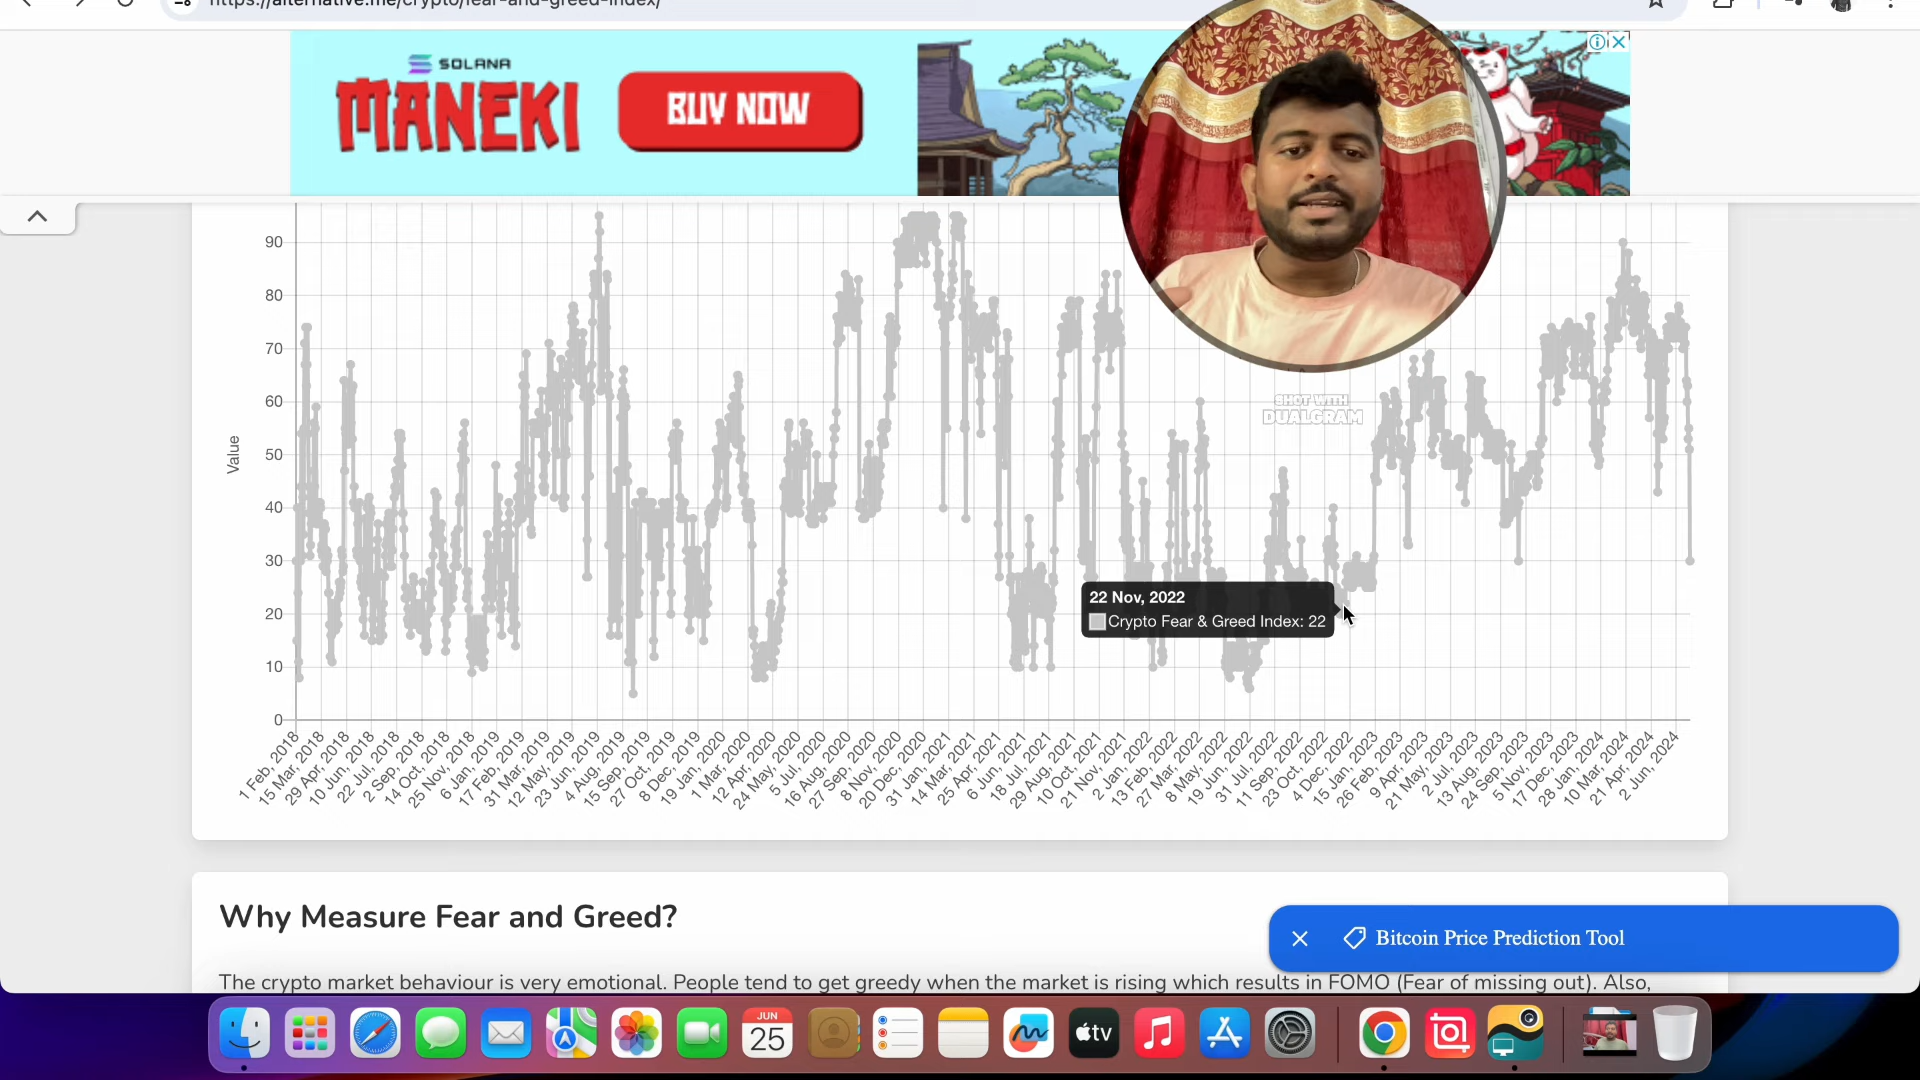 https://alternative.me/crypto/fear-and-greed-index/
SOLANA
MANEKI
BUY NOW
SHOT WITH
DUALGRAM
90
80
70
60
50
40
30
20
10
0
Value
22 Nov, 2022
Crypto Fear & Greed Index: 22
1 Feb, 2018
15 Mar, 2018
29 Apr, 2018
10 Jun, 2018
22 Jul, 2018
2 Sep, 2018
14 Oct, 2018
25 Nov, 2018
6 Jan, 2019
17 Feb, 2019
31 Mar, 2019
12 May, 2019
23 Jun, 2019
4 Aug, 2019
15 Sep, 2019
27 Oct, 2019
8 Dec, 2019
19 Jan, 2020
1 Mar, 2020
12 Apr, 2020
24 May, 2020
5 Jul, 2020
16 Aug, 2020
27 Sep, 2020
8 Nov, 2020
20 Dec, 2020
31 Jan, 2021
14 Mar, 2021
25 Apr, 2021
6 Jun, 2021
18 Jul, 2021
29 Aug, 2021
10 Oct, 2021
21 Nov, 2021
2 Jan, 2022
13 Feb, 2022
27 Mar, 2022
8 May, 2022
19 Jun, 2022
31 Jul, 2022
11 Sep, 2022
23 Oct, 2022
4 Dec, 2022
15 Jan, 2023
26 Feb, 2023
9 Apr, 2023
21 May, 2023
2 Jul, 2023
13 Aug, 2023
24 Sep, 2023
5 Nov, 2023
17 Dec, 2023
28 Jan, 2024
10 Mar, 2024
21 Apr, 2024
2 Jun, 2024
Why Measure Fear and Greed?
Bitcoin Price Prediction Tool
The crypto market behaviour is very emotional. People tend to get greedy when the market is rising which results in FOMO (Fear of missing out). Also,
JUN
25
tv